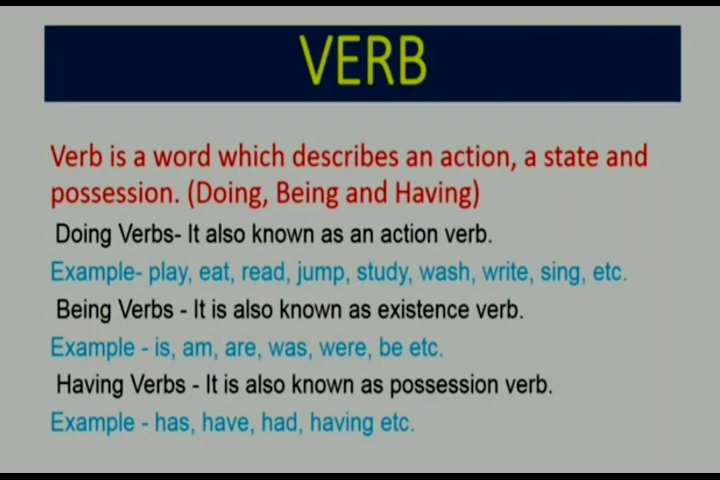 VERB
Verb is a word which describes an action, a state and
possession. (Doing, Being and Having)
Doing Verbs- It also known as an action verb.
Example- play, eat, read, jump, study, wash, write, sing, etc.
Being Verbs - It is also known as existence verb.
Example - is, am, are, was, were, be etc.
Having Verbs - It is also known as possession verb.
Example - has, have, had, having etc.